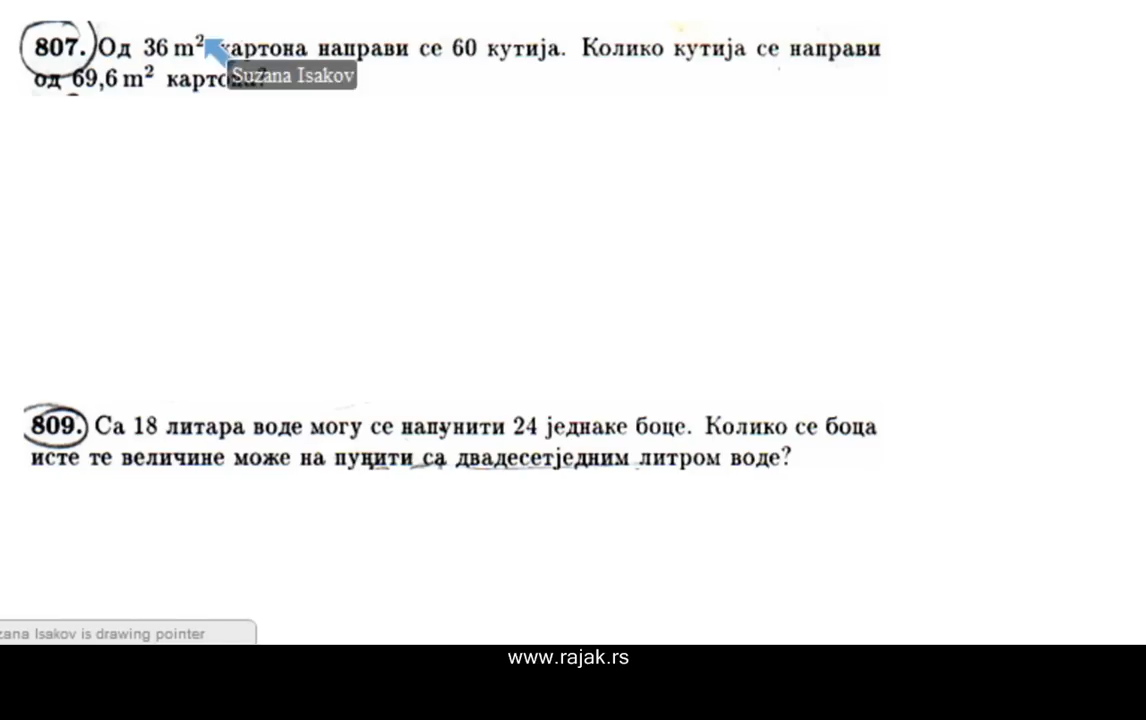 807. Од 36 m² картона направи се 60 кутија. Колико кутија се направи
од 69,6 m²
Suzana Isakov
809. Са 18 литара воде могу се напунити 24 једнаке боце. Колико се боца
исте те величине може на пунити са двадесетједним литром воде?
zana Isakov is drawing pointer
www.rajak.rs